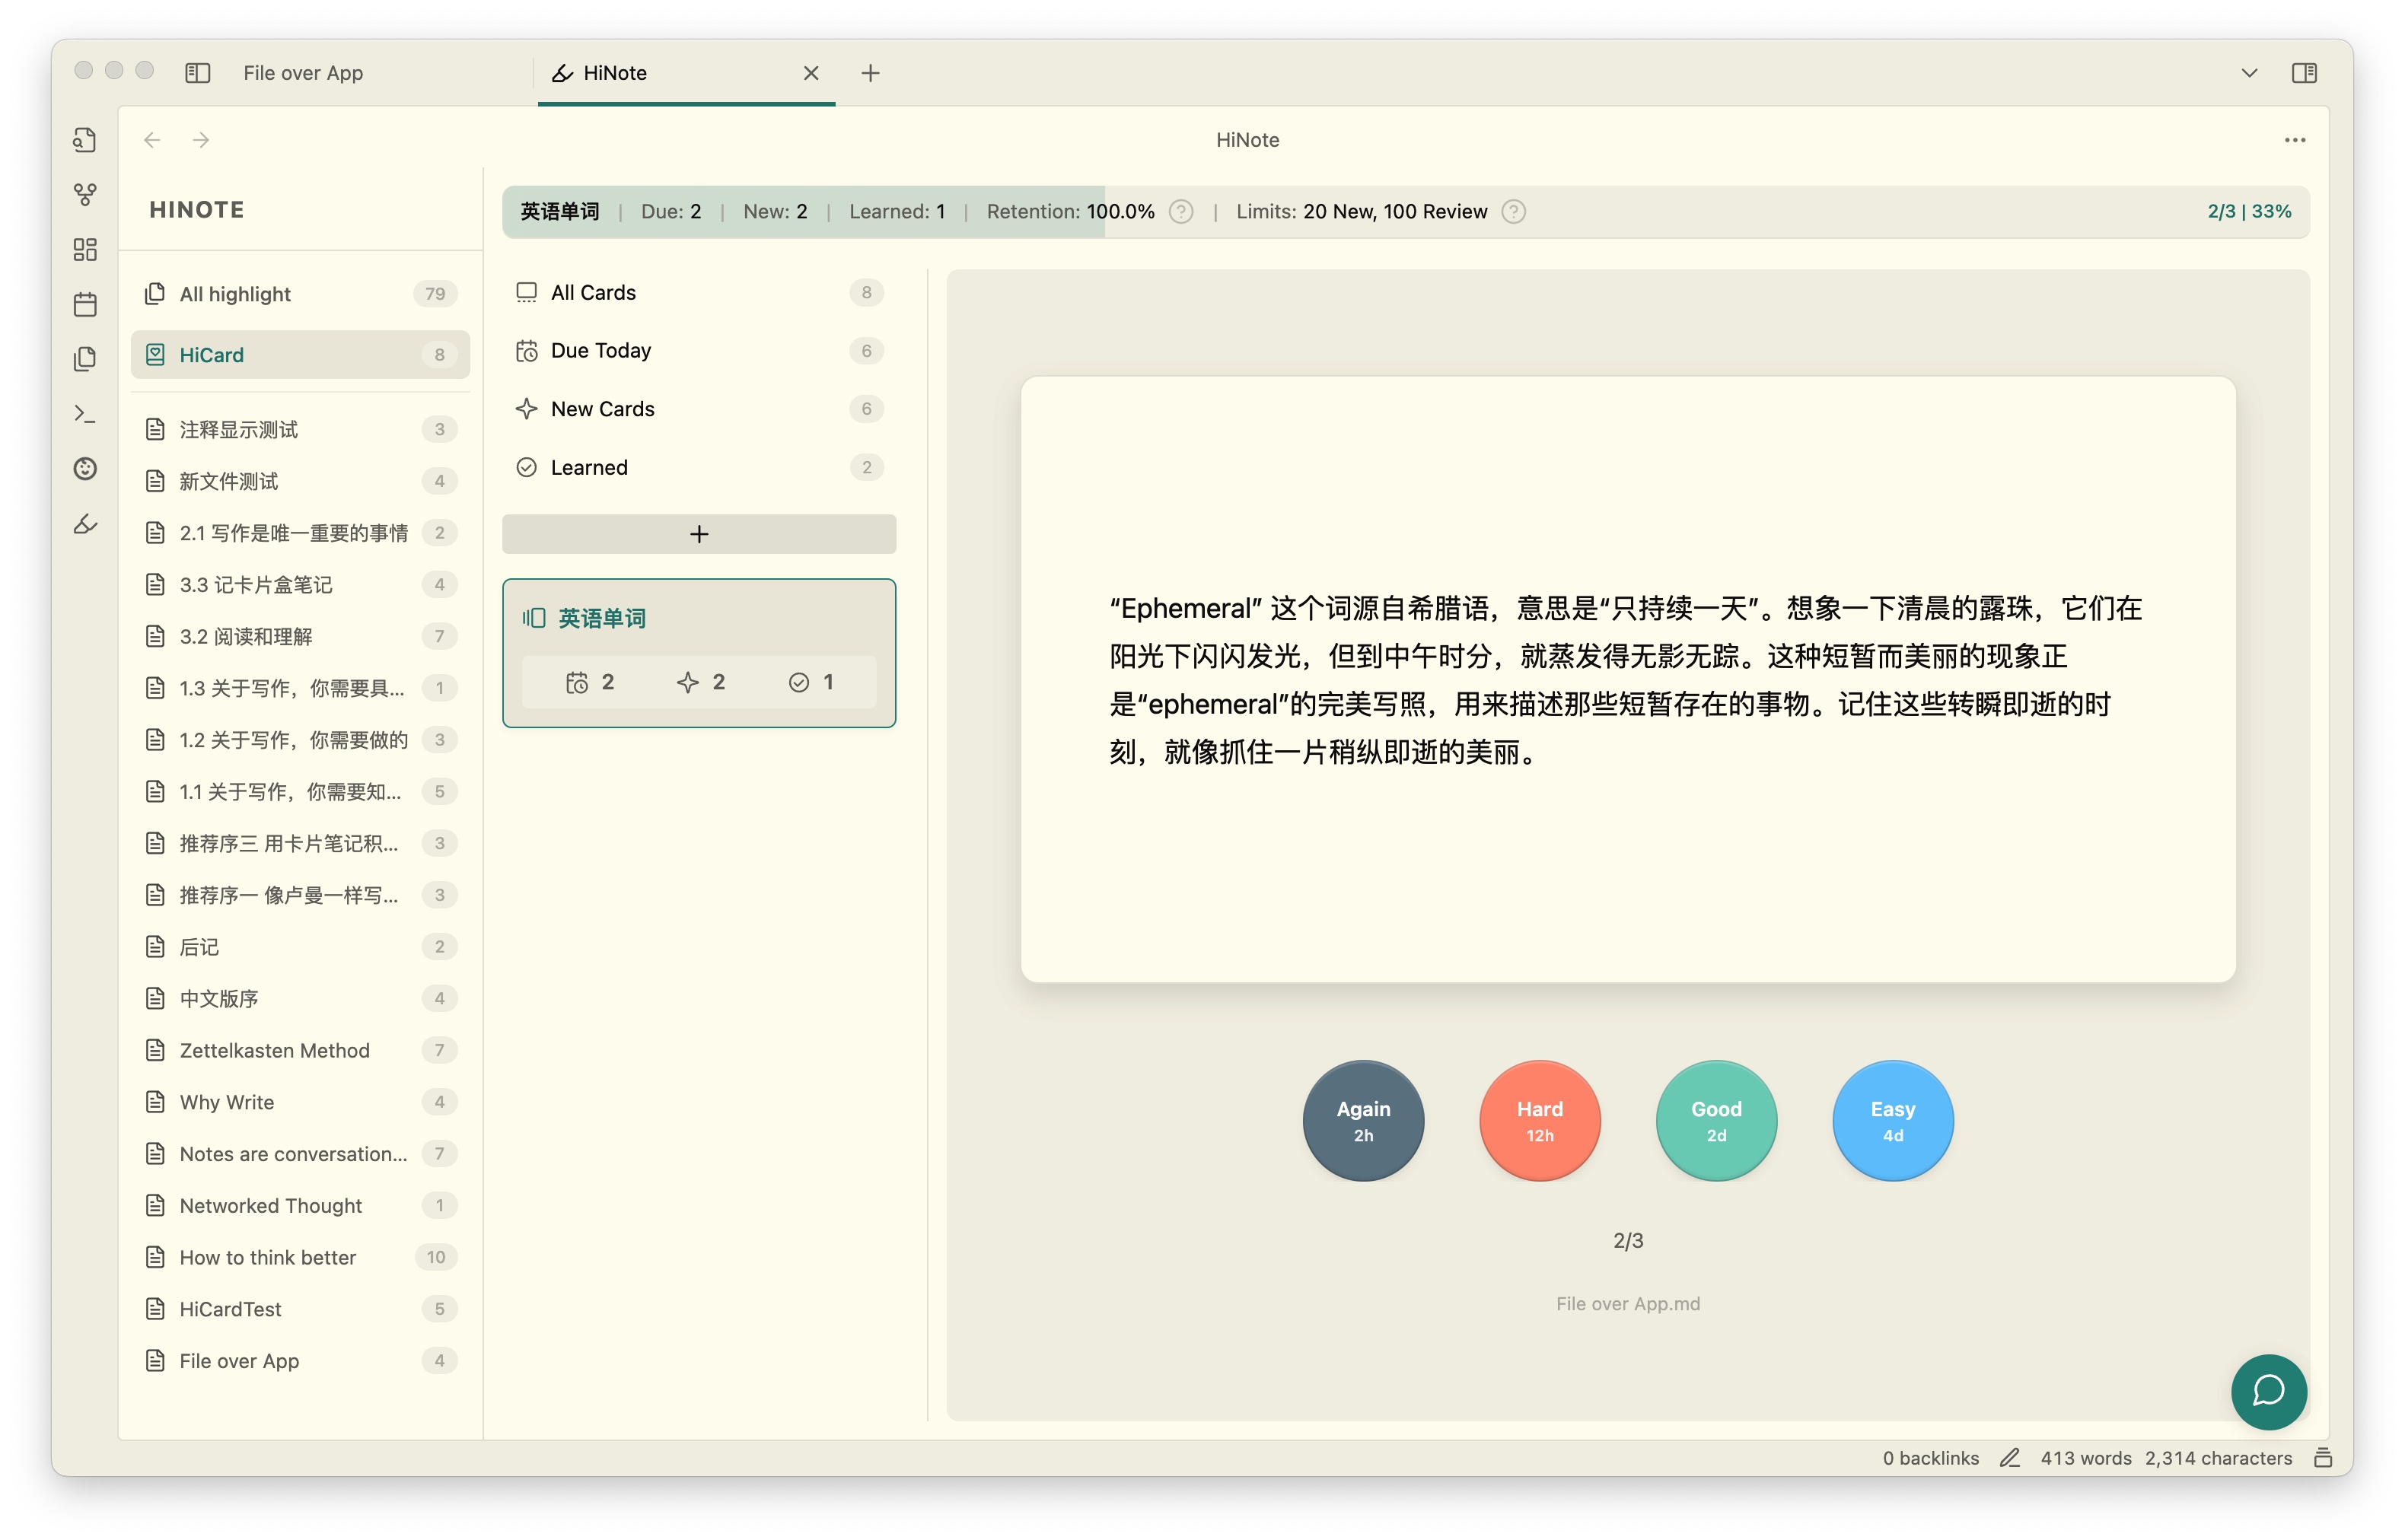 File over App
HiNote
HiNote
HINOTE
All highlight 79
HiCard 8
注释显示测试 3
新文件测试 4
2.1 写作是唯一重要的事情 2
3.3 记卡片盒笔记 4
3.2 阅读和理解 7
1.3 关于写作，你需要具... 1
1.2 关于写作，你需要做的 3
1.1 关于写作，你需要知... 5
推荐序三 用卡片笔记积... 3
推荐序一 像卢曼一样写... 3
后记 2
中文版序 4
Zettelkasten Method 7
Why Write 4
Notes are conversation... 7
Networked Thought 1
How to think better 10
HiCardTest 5
File over App 4
英语单词 | Due: 2 | New: 2 | Learned: 1 | Retention: 100.0% ? | Limits: 20 New, 100 Review ? 2/3 | 33%
All Cards 8
Due Today 6
New Cards 6
Learned 2
+
英语单词
2 2 1
“Ephemeral” 这个词源自希腊语，意思是“只持续一天”。想象一下清晨的露珠，它们在
阳光下闪闪发光，但到中午时分，就蒸发得无影无踪。这种短暂而美丽的现象正
是“ephemeral”的完美写照，用来描述那些短暂存在的事物。记住这些转瞬即逝的时
刻，就像抓住一片稍纵即逝的美丽。
Again Hard Good Easy
2h 12h 2d 4d
2/3
File over App.md
0 backlinks 413 words 2,314 characters